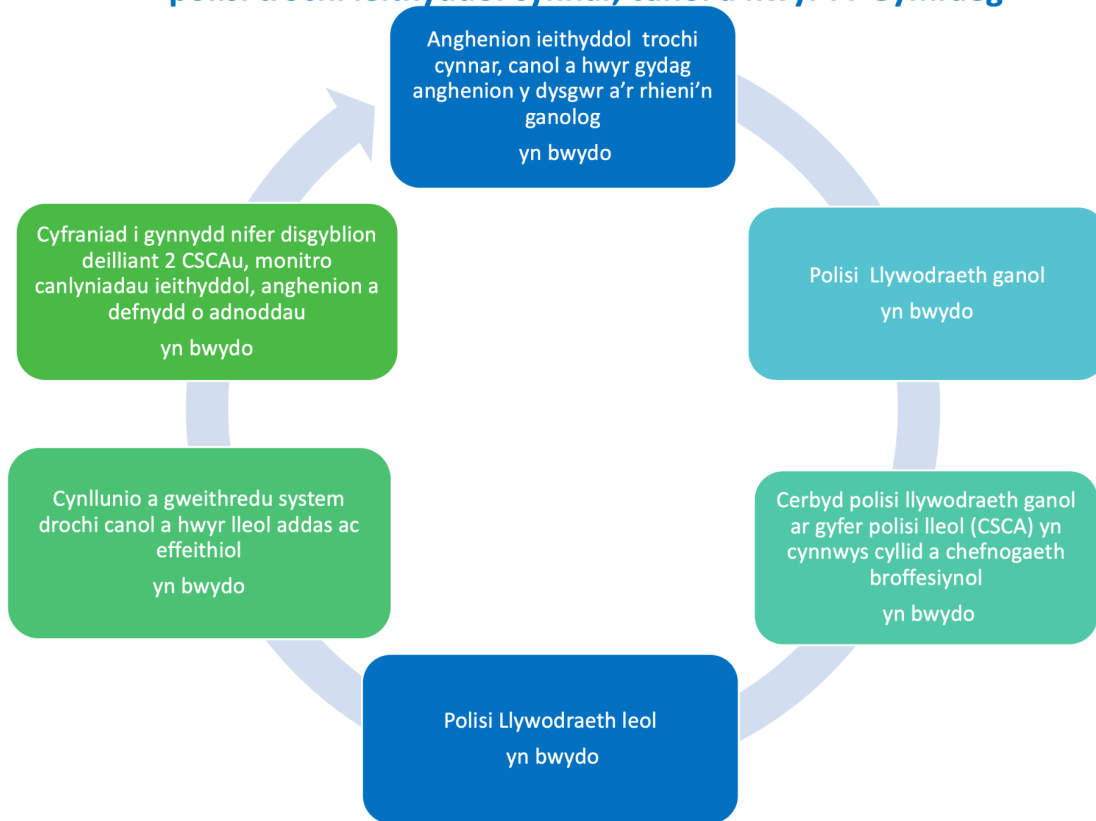 Anghenion ieithyddol trochi
cynnar, canol a hwyr gydag
anghenion y dysgwr a'r rhieni'n
ganolog
yn bwydo
Polisi Llywodraeth ganol
yn bwydo
Cerbyd polisi llywodraeth ganol
ar gyfer polisi lleol (CSCA) yn
cynnwys cyllid a chefnogaeth
broffesiynol
yn bwydo
Polisi Llywodraeth leol
yn bwydo
Cynllunio a gweithredu system
drochi canol a hwyr lleol addas ac
effeithiol
yn bwydo
Cyfraniad i gynnydd nifer disgyblion
deilliant 2 CSCAu, monitro
canlyniadau ieithyddol, anghenion a
defnydd o adnoddau
yn bwydo